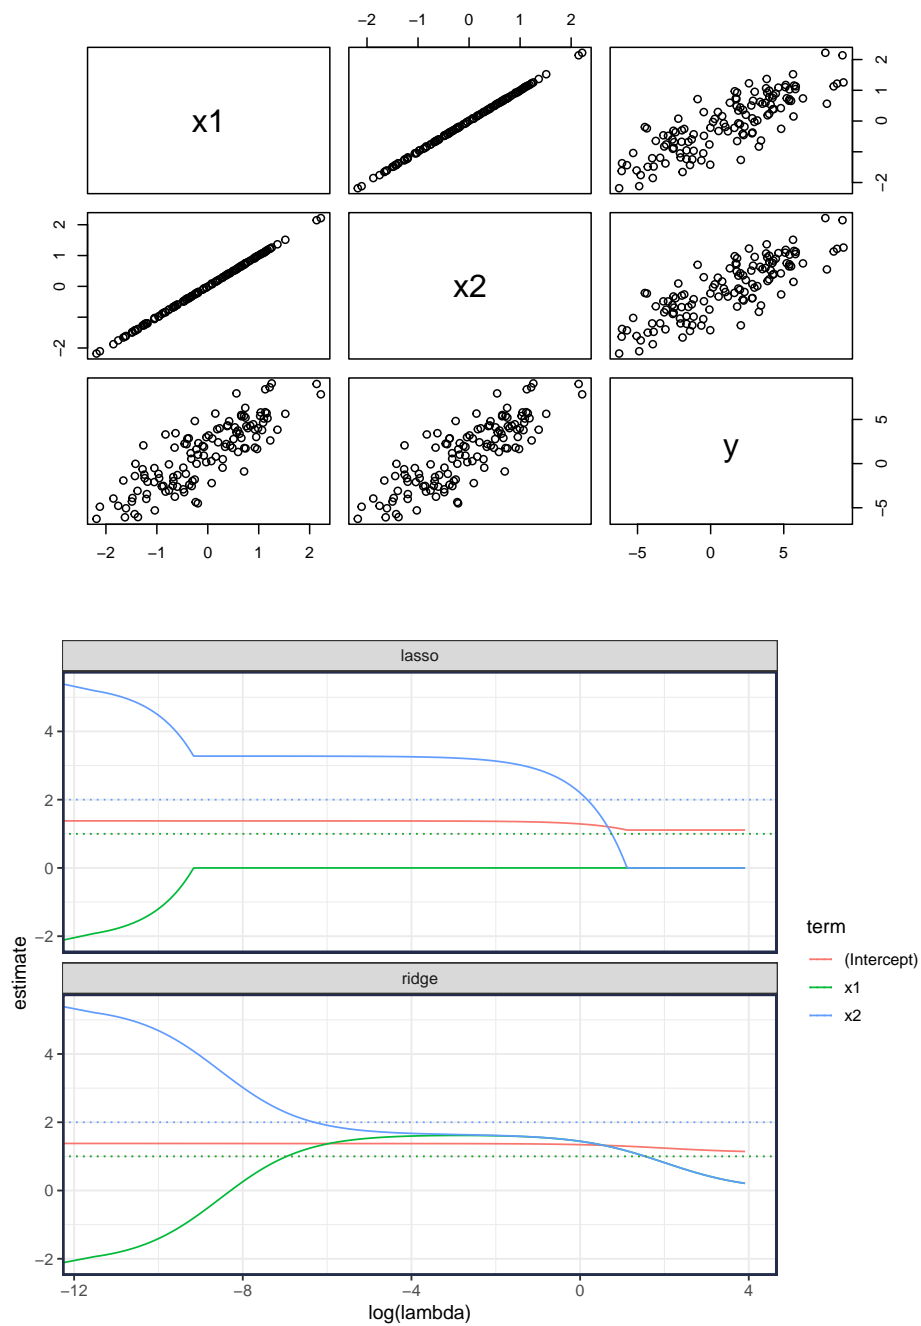 −2 −1 0 1 2
x1
−2 0 1 2
−2 0 1 2
x2
y
−5 0 5
−2 −1 0 1 2
−5 0 5
lasso
4
2
0
−2
ridge
4
2
0
−2
−12 −8 −4 0 4
log(lambda)
estimate
term
(Intercept)
x1
x2